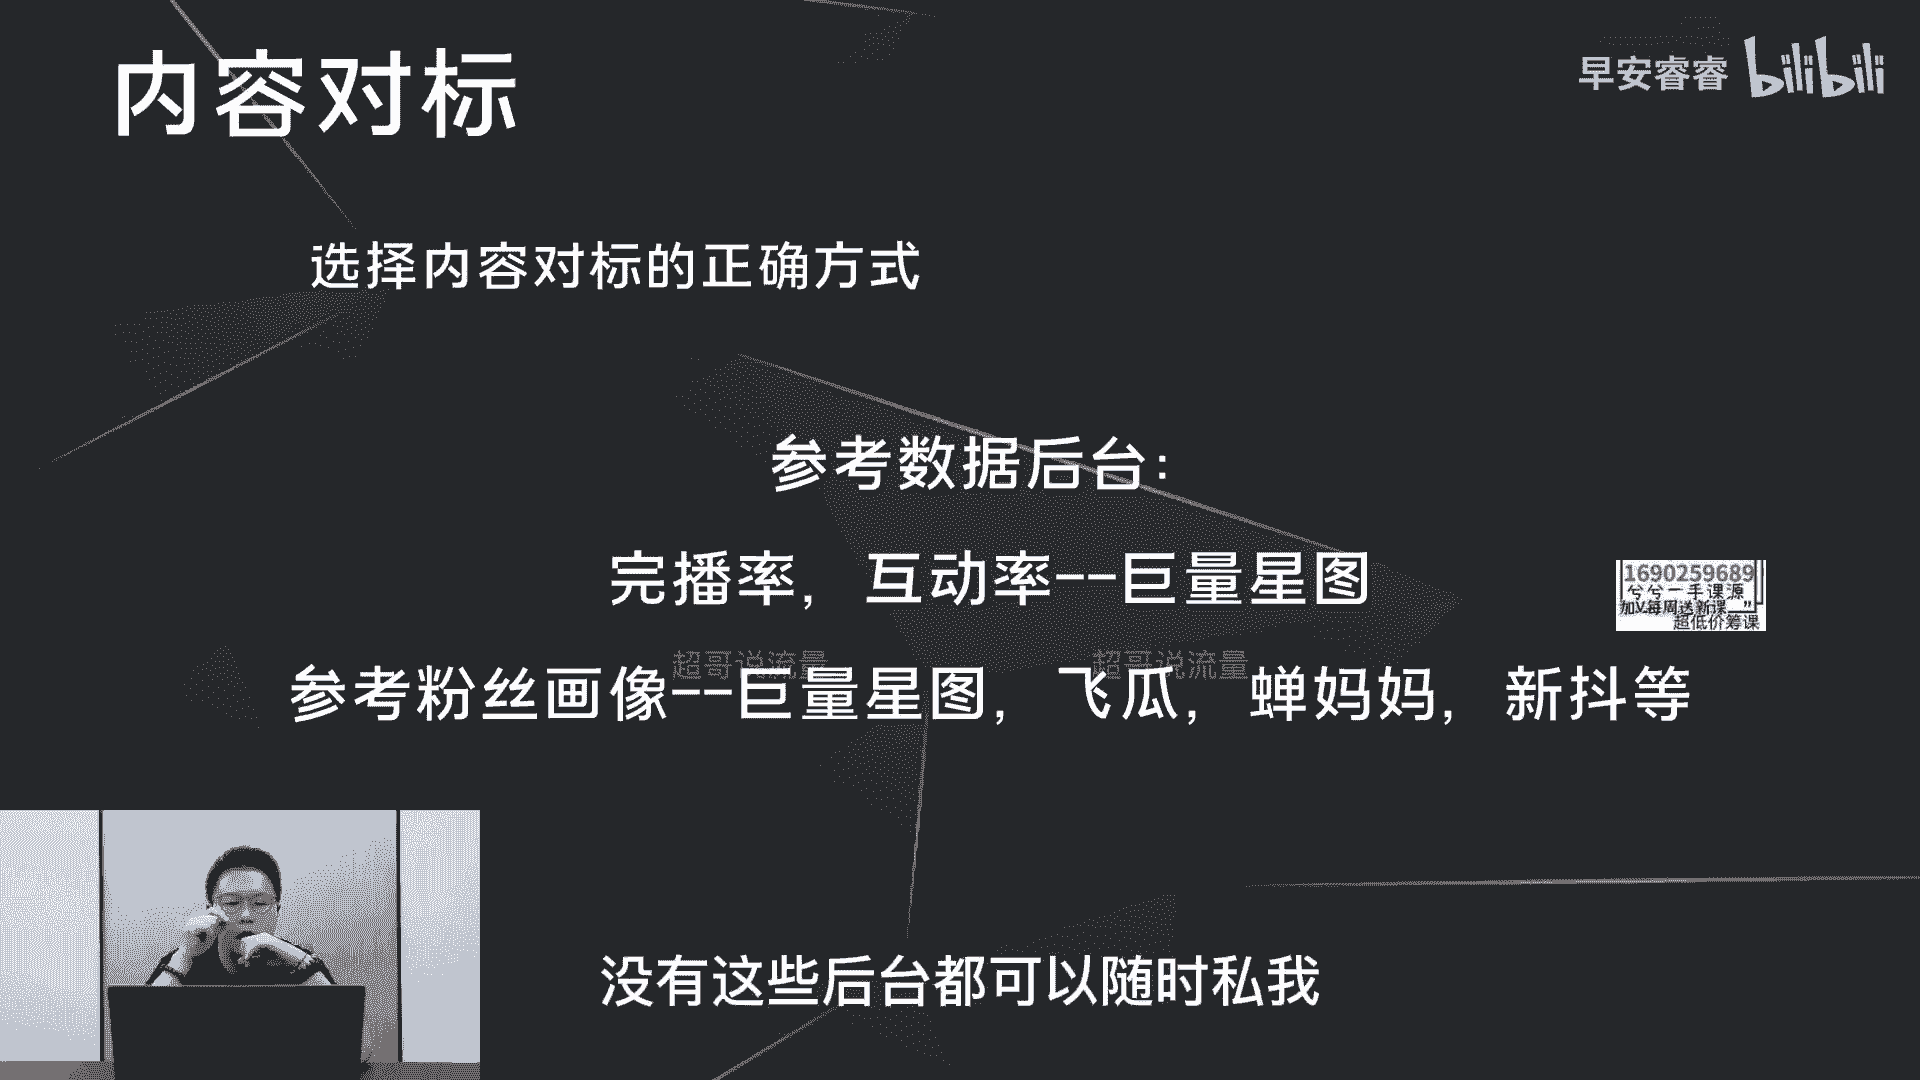 内容对标
早安睿睿 bilibili
选择内容对标的正确方式
参考数据后台：
完播率，互动率--巨量星图
1690259689
兮兮一手课源
加V每周送新课
超低价筹课
超哥说流量 超哥说流量
参考粉丝画像--巨量星图，飞瓜，蝉妈妈，新抖等
没有这些后台都可以随时私我